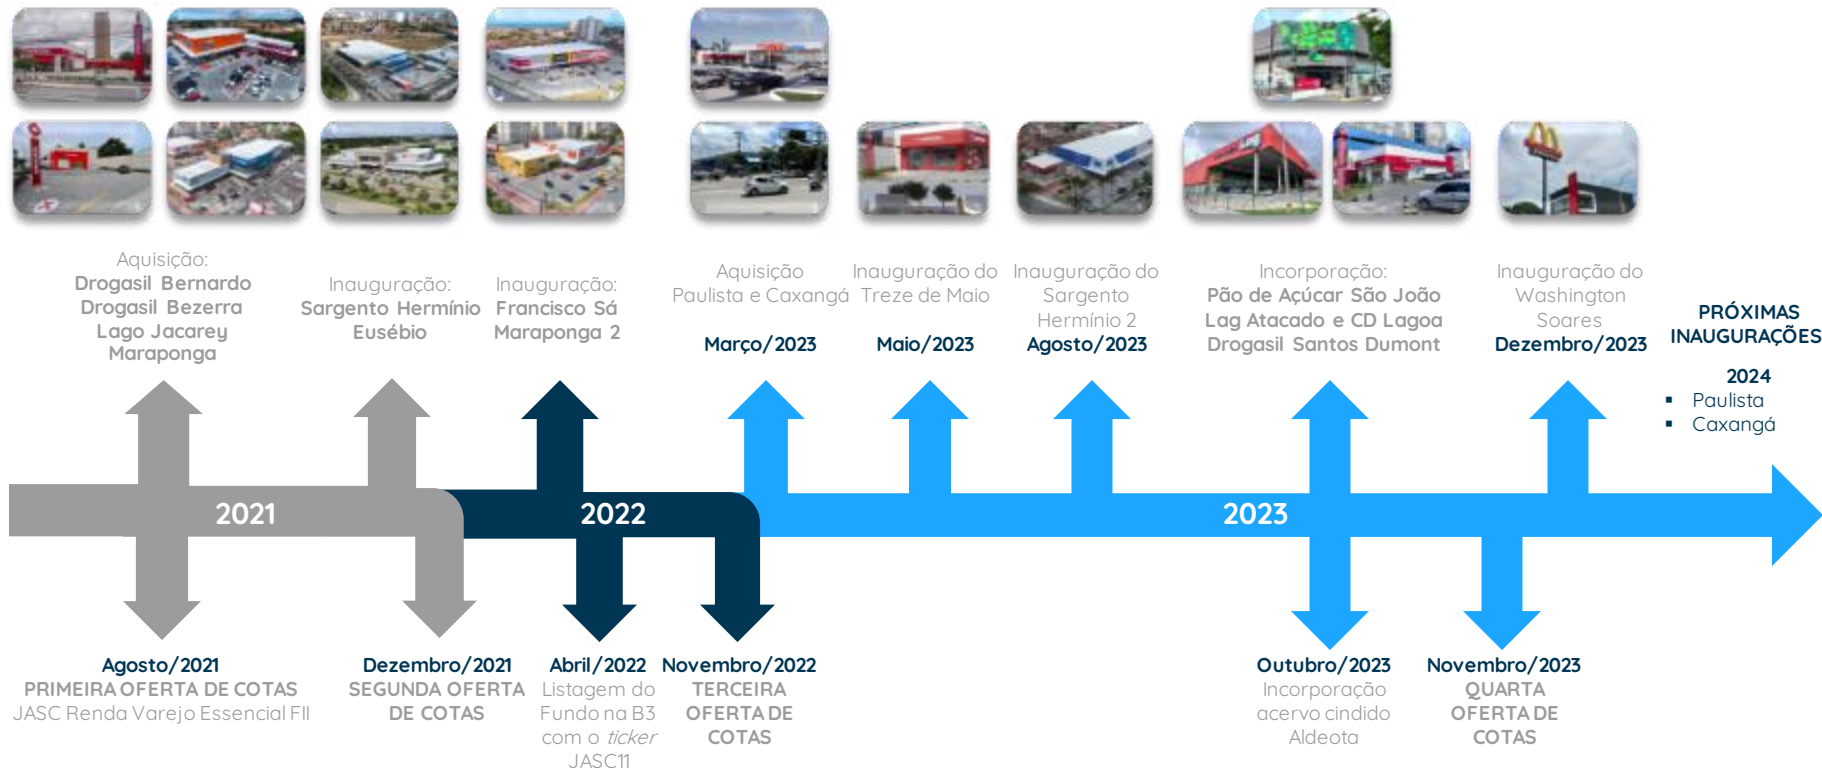 Aquisição:
Drogasil Bernardo
Drogasil Bezerra
Lago Jacarey
Maraponga
Inauguração:
Sargento Hermínio
Eusébio
Inauguração:
Francisco Sá
Maraponga 2
Aquisição
Paulista e Caxangá
Março/2023
Inauguração do
Treze de Maio
Maio/2023
Inauguração do
Sargento
Hermínio 2
Agosto/2023
Incorporação:
Pão de Açúcar São João
Lag Atacado e CD Lagoa
Drogasil Santos Dumont
Inauguração do
Washington
Soares
Dezembro/2023
PRÓXIMAS
INAUGURAÇÕES
2024
▪ Paulista
▪ Caxangá
2021
2022
2023
Agosto/2021
PRIMEIRA OFERTA DE COTAS
JASC Renda Varejo Essencial FII
Dezembro/2021
SEGUNDA OFERTA
DE COTAS
Abril/2022
Listagem do
Fundo na B3
com o ticker
JASC11
Novembro/2022
TERCEIRA
OFERTA DE
COTAS
Outubro/2023
Incorporação
acervo cindido
Aldeota
Novembro/2023
QUARTA
OFERTA DE
COTAS